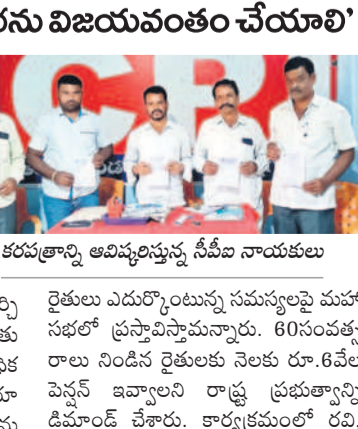 విజయవంతం చేయాలి’
CP
కరపత్రాన్ని ఆవిష్కరిస్తున్న సీపీఐ నాయకులు
రైతులు ఎదుర్కొంటున్న సమస్యలపై మహా
సభలో ప్రస్తావిస్తామన్నారు. 60సంవత్స
రాలు నిండిన రైతులకు నెలకు రూ.6వేల
పెన్షన్ ఇవ్వాలని రాష్ట్ర ప్రభుత్వాన్ని
డిమాండ్ చేశారు. కార్యక్రమంలో రవి,